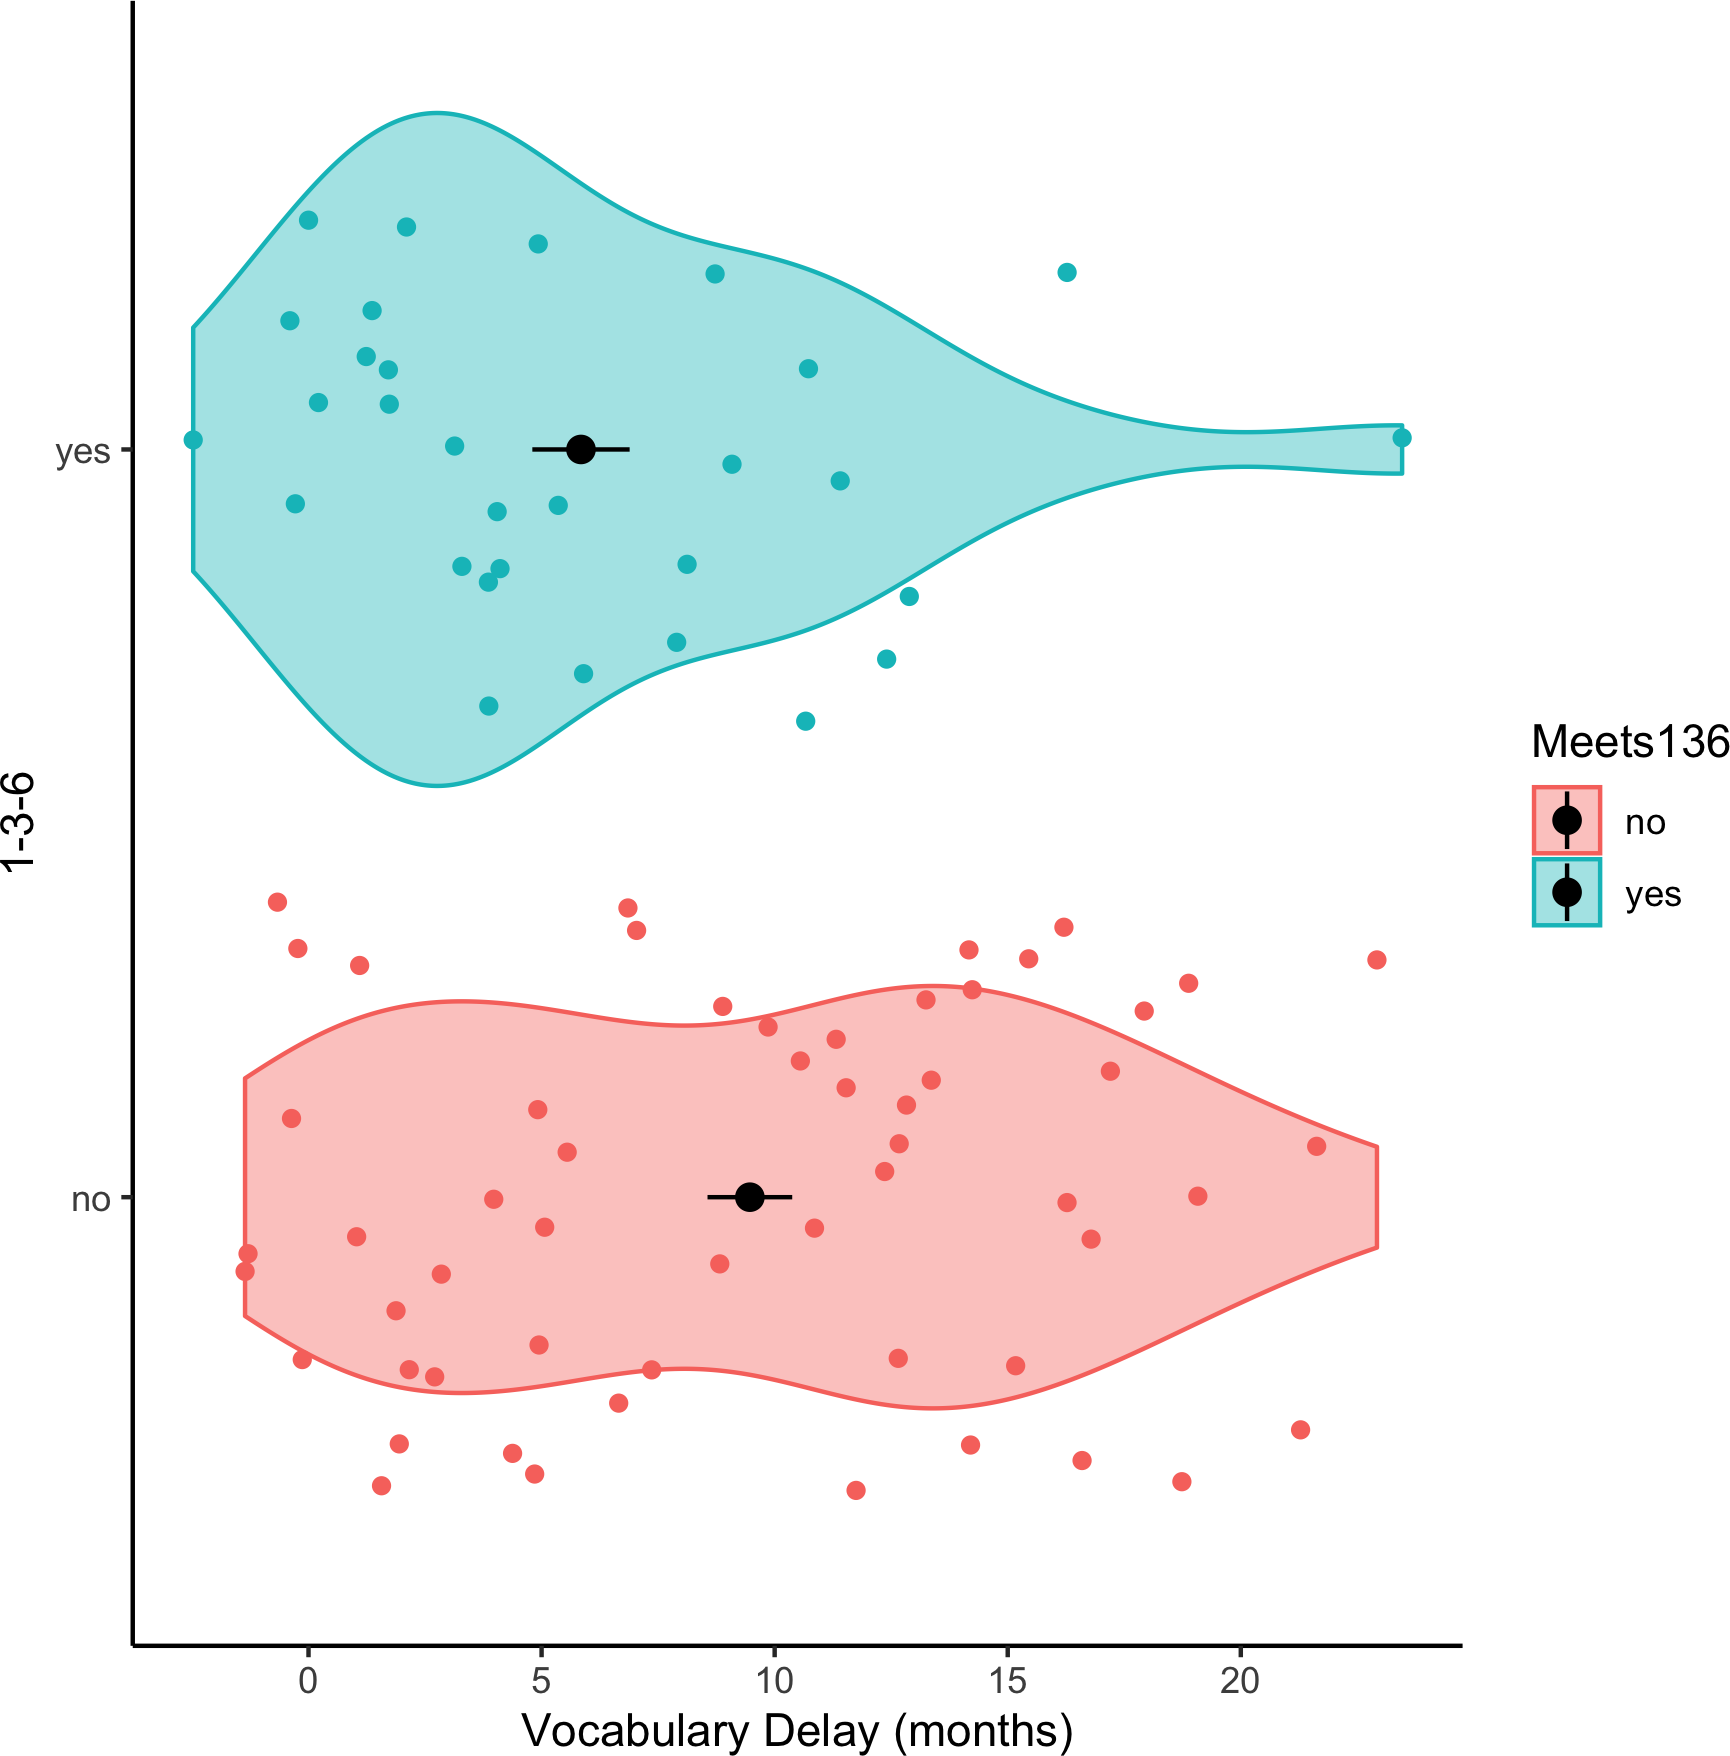 yes
no
1-3-6
0 5 10 15 20
Vocabulary Delay (months)
Meets136
no
yes